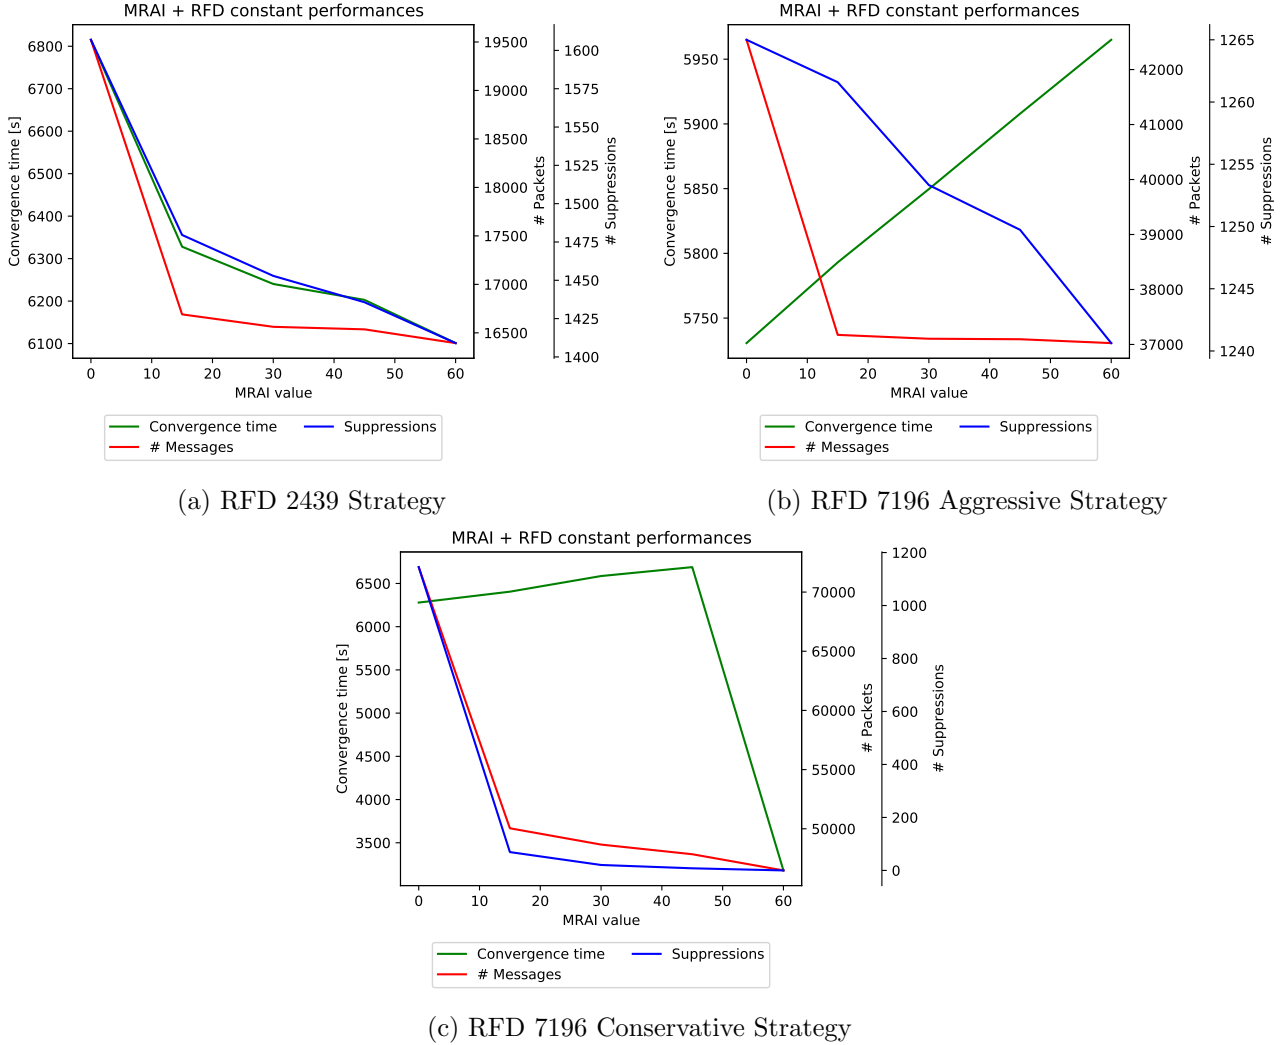 MRAI + RFD constant performances
6800
6700
6600
6500
6400
6300
6200
6100
Convergence time [s]
0 10 20 30 40 50 60
MRAI value
19500
19000
18500
18000
17500
17000
16500
# Packets
1600
1575
1550
1525
1500
1475
1450
1425
1400
# Suppressions
Convergence time
# Messages
Suppressions
(a) RFD 2439 Strategy
MRAI + RFD constant performances
5950
5900
5850
5800
5750
Convergence time [s]
0 10 20 30 40 50 60
MRAI value
42000
41000
40000
39000
38000
37000
# Packets
1265
1260
1255
1250
1245
1240
# Suppressions
Convergence time
# Messages
Suppressions
(b) RFD 7196 Aggressive Strategy
MRAI + RFD constant performances
6500
6000
5500
5000
4500
4000
3500
Convergence time [s]
0 10 20 30 40 50 60
MRAI value
70000
65000
60000
55000
50000
# Packets
1200
1000
800
600
400
200
0
# Suppressions
Convergence time
# Messages
Suppressions
(c) RFD 7196 Conservative Strategy